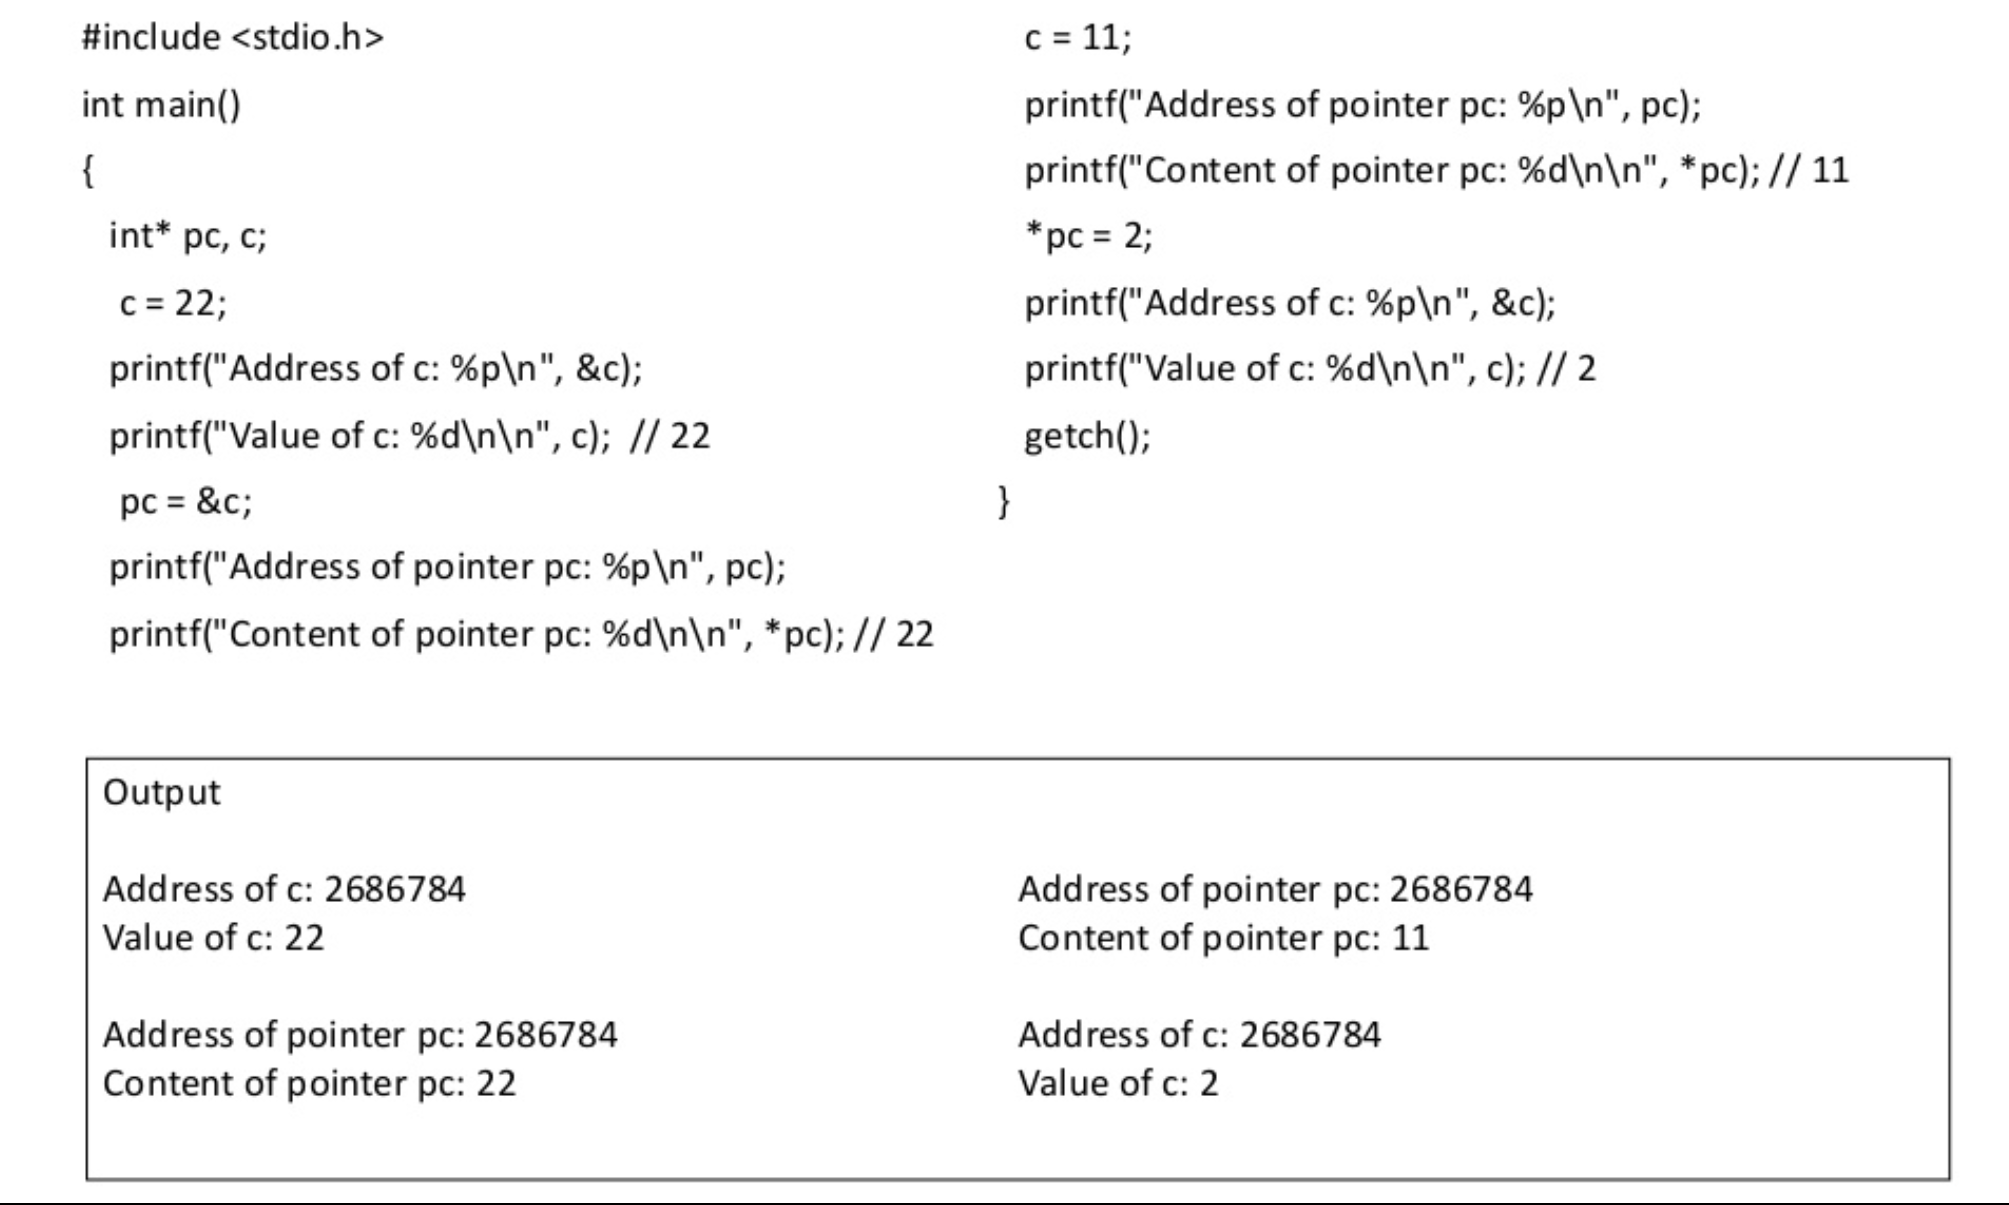 #include <stdio.h>
int main()
{
int* pc, c;
c = 22;
printf("Address of c: %p\n", &c);
printf("Value of c: %d\n\n", c);  // 22
pc = &c;
printf("Address of pointer pc: %p\n", pc);
printf("Content of pointer pc: %d\n\n", *pc); // 22
c = 11;
printf("Address of pointer pc: %p\n", pc);
printf("Content of pointer pc: %d\n\n", *pc); // 11
*pc = 2;
printf("Address of c: %p\n", &c);
printf("Value of c: %d\n\n", c); // 2
getch();
}
Output
Address of c: 2686784
Value of c: 22
Address of pointer pc: 2686784
Content of pointer pc: 22
Address of pointer pc: 2686784
Content of pointer pc: 11
Address of c: 2686784
Value of c: 2